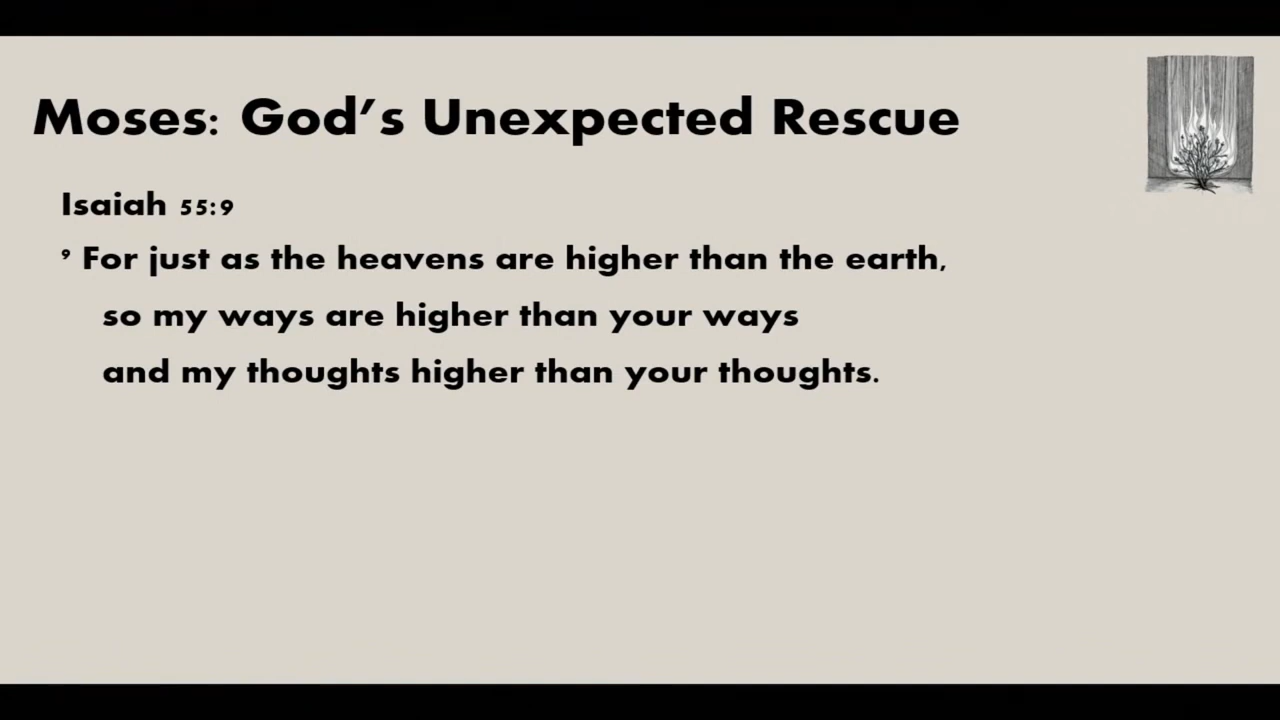 Moses: God's Unexpected Rescue
Isaiah 55:9
⁹ For just as the heavens are higher than the earth,
so my ways are higher than your ways
and my thoughts higher than your thoughts.